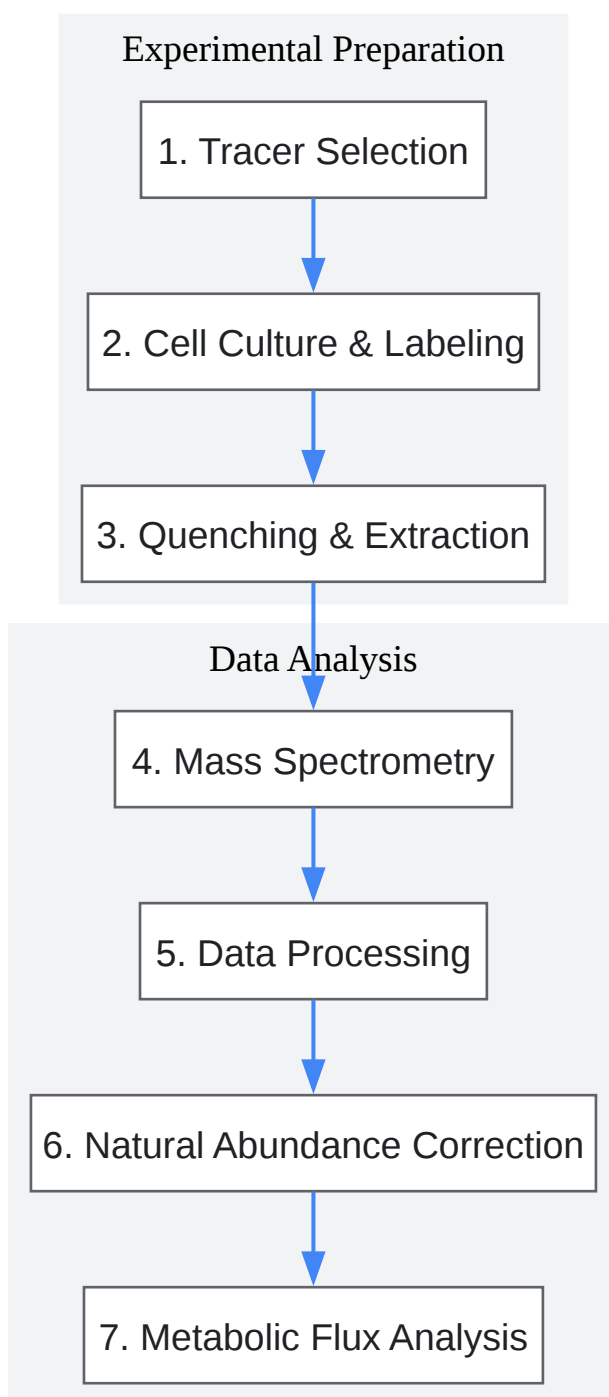 Experimental Preparation
1. Tracer Selection
2. Cell Culture & Labeling
3. Quenching & Extraction
Data Analysis
4. Mass Spectrometry
5. Data Processing
6. Natural Abundance Correction
7. Metabolic Flux Analysis